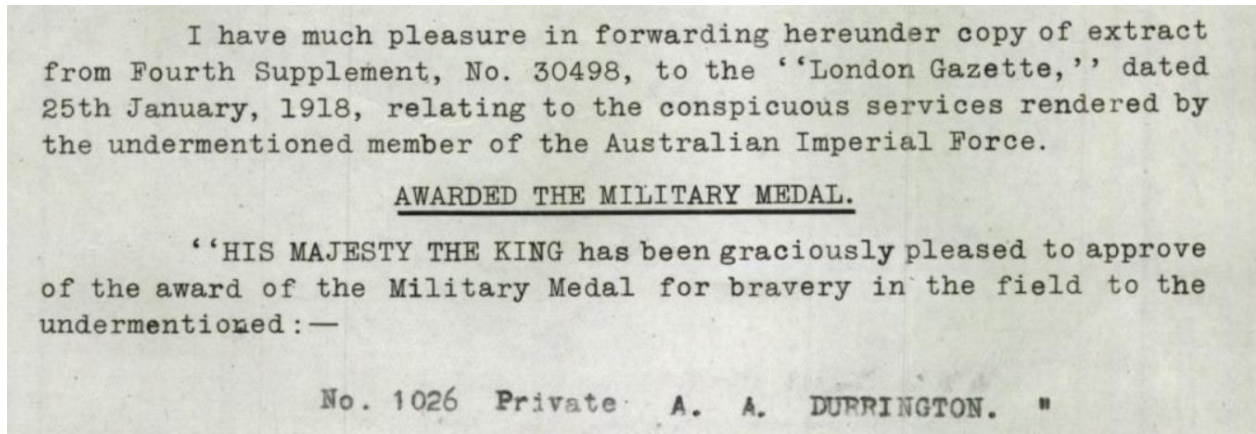 I have much pleasure in forwarding hereunder copy of extract
from Fourth Supplement, No. 30498, to the ‘‘London Gazette,’’ dated
25th January, 1918, relating to the conspicuous services rendered by
the undermentioned member of the Australian Imperial Force.
AWARDED THE MILITARY MEDAL.
‘‘HIS MAJESTY THE KING has been graciously pleased to approve
of the award of the Military Medal for bravery in the field to the
undermentioned:—
No. 1026 Private A. A. DURRINGTON. "